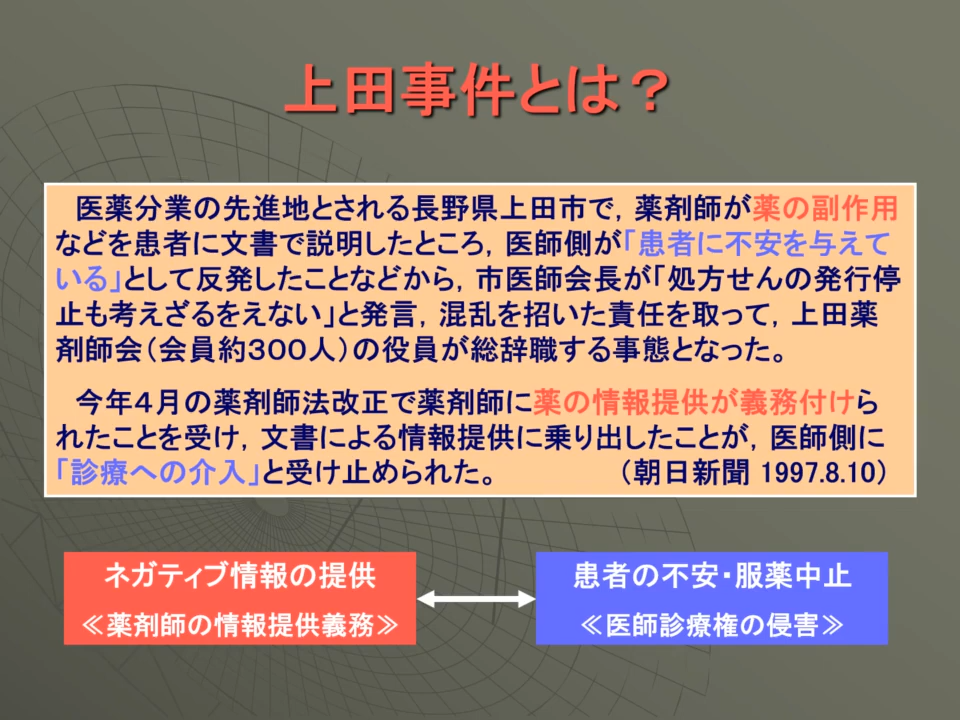 上田事件とは？
医薬分業の先進地とされる長野県上田市で，薬剤師が薬の副作用
などを患者に文書で説明したところ，医師側が「患者に不安を与えて
いる」として反発したことなどから，市医師会長が「処方せんの発行停
止も考えざるをえない」と発言，混乱を招いた責任を取って，上田薬
剤師会（会員約３００人）の役員が総辞職する事態となった。
今年４月の薬剤師法改正で薬剤師に薬の情報提供が義務付けら
れたことを受け，文書による情報提供に乗り出したことが，医師側に
「診療への介入」と受け止められた。 （朝日新聞 1997.8.10）
ネガティブ情報の提供
≪薬剤師の情報提供義務≫
患者の不安・服薬中止
≪医師診療権の侵害≫